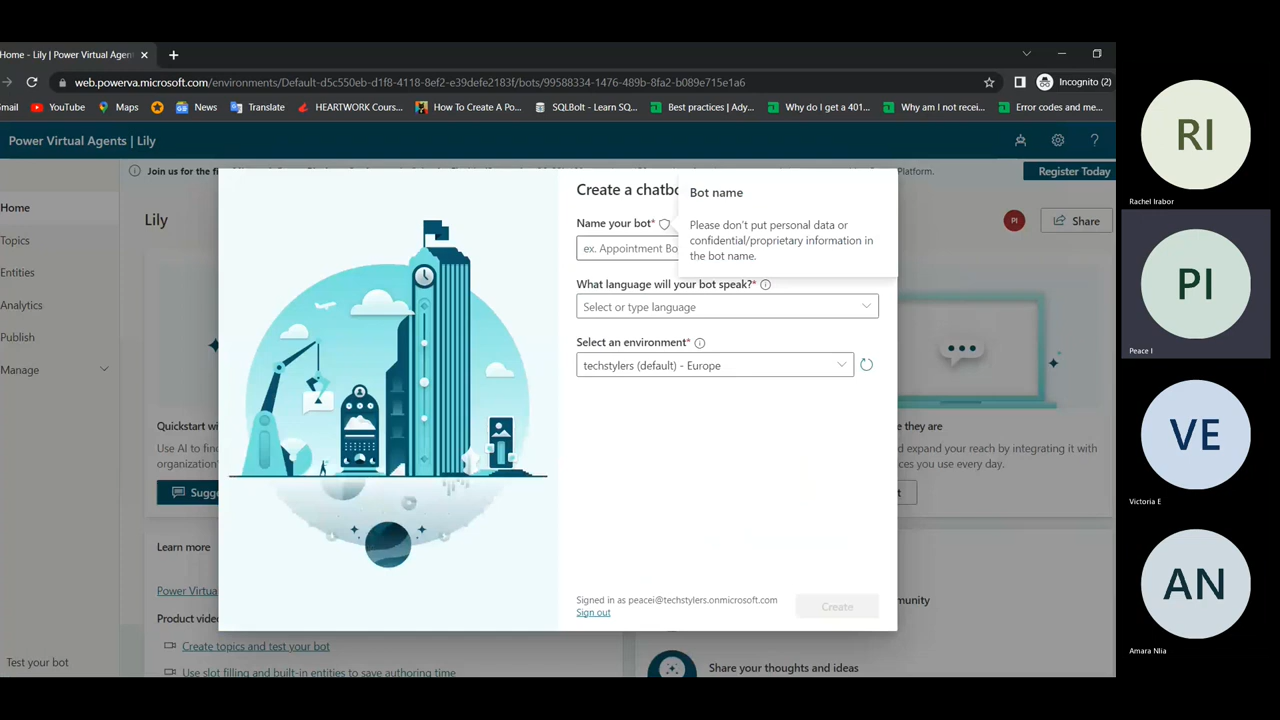 Home - Lily | Power Virtual Agen
web.powerva.microsoft.com/environments/Default-d5c550eb-d1f8-4118-8ef2-e39defe2183f/bots/99588334-1476-489b-8fa2-b089e715e1a6
Incognito (2)
mail
YouTube
Maps
News
Translate
HEARTWORK Cours...
How To Create A Po...
SQLBolt - Learn SQ...
Best practices | Ady...
Why do I get a 401...
Why am I not recei...
Error codes and me...
Power Virtual Agents | Lily
?
Join us for the fi
Platform.
Register Today
Home
Topics
Entities
Analytics
Publish
Manage
Test your bot
Lily
PI
Share
Create a chatbo
Name your bot*
ex. Appointment Bo
Bot name
Please don't put personal data or
confidential/proprietary information in
the bot name.
What language will your bot speak?*
Select or type language
Select an environment*
techstylers (default) - Europe
Signed in as peacei@techstylers.onmicrosoft.com
Sign out
Create
Quickstart wi
Use AI to fin
organization'
Sugg
e they are
d expand your reach by integrating it with
ces you use every day.
t
Learn more
Power Virtua
Product vide
Create topics and test your bot
Use slot filling and built-in entities to save authoring time
munity
Share your thoughts and ideas
RI
Rachel Irabor
PI
Peace I
VE
Victoria E
AN
Amara Nlia